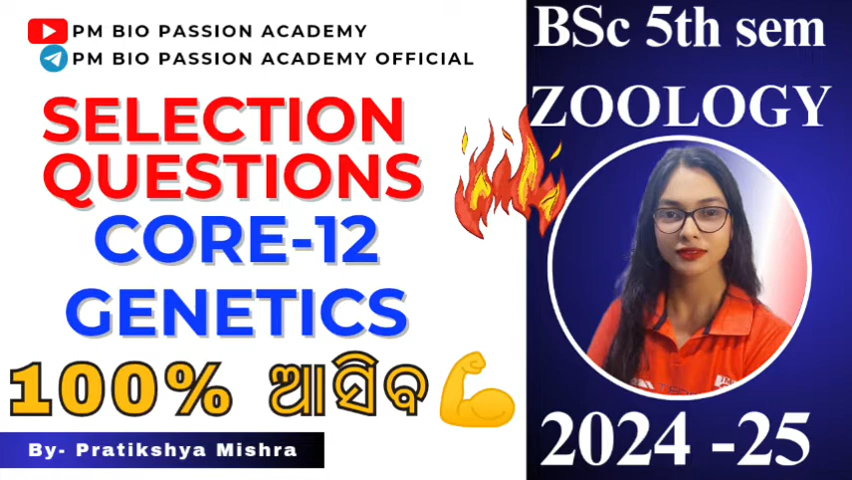 PM BIO PASSION ACADEMY
PM BIO PASSION ACADEMY OFFICIAL
SELECTION
QUESTIONS
CORE-12
GENETICS
100% ଆସିବ
By- Pratikshya Mishra
BSc 5th sem
ZOOLOGY
2024 -25